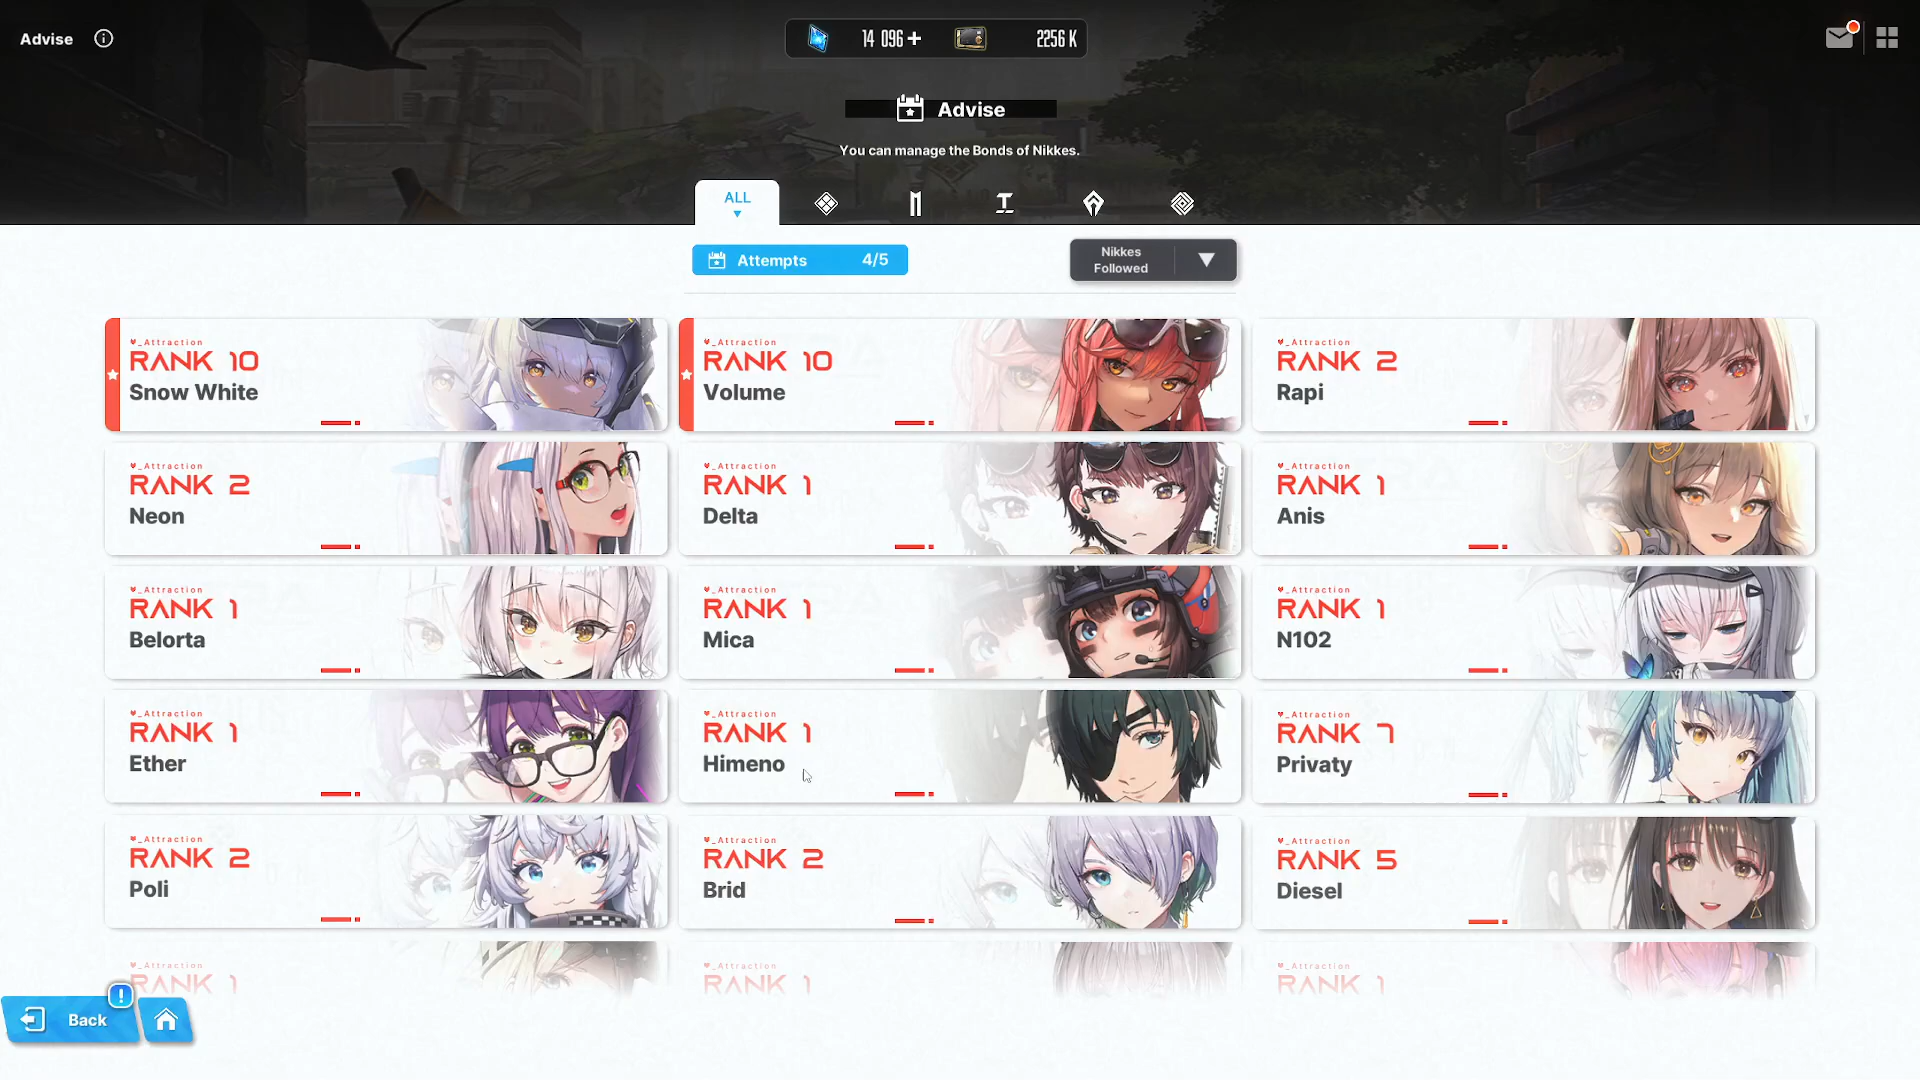 Advise
14 096
2256 K
Advise
You can manage the Bonds of Nikkes.
ALL
Attempts 4/5
Nikkes
Followed
Attraction
RANK 10
Snow White
Attraction
RANK 10
Volume
Attraction
RANK 2
Rapi
Attraction
RANK 2
Neon
Attraction
RANK 1
Delta
Attraction
RANK 1
Anis
Attraction
RANK 1
Belorta
Attraction
RANK 1
Mica
Attraction
RANK 1
N102
Attraction
RANK 1
Ether
Attraction
RANK 1
Himeno
Attraction
RANK 7
Privaty
Attraction
RANK 2
Poli
Attraction
RANK 2
Brid
Attraction
RANK 5
Diesel
Attraction
RANK 1
Attraction
RANK 1
Attraction
RANK 1
Back